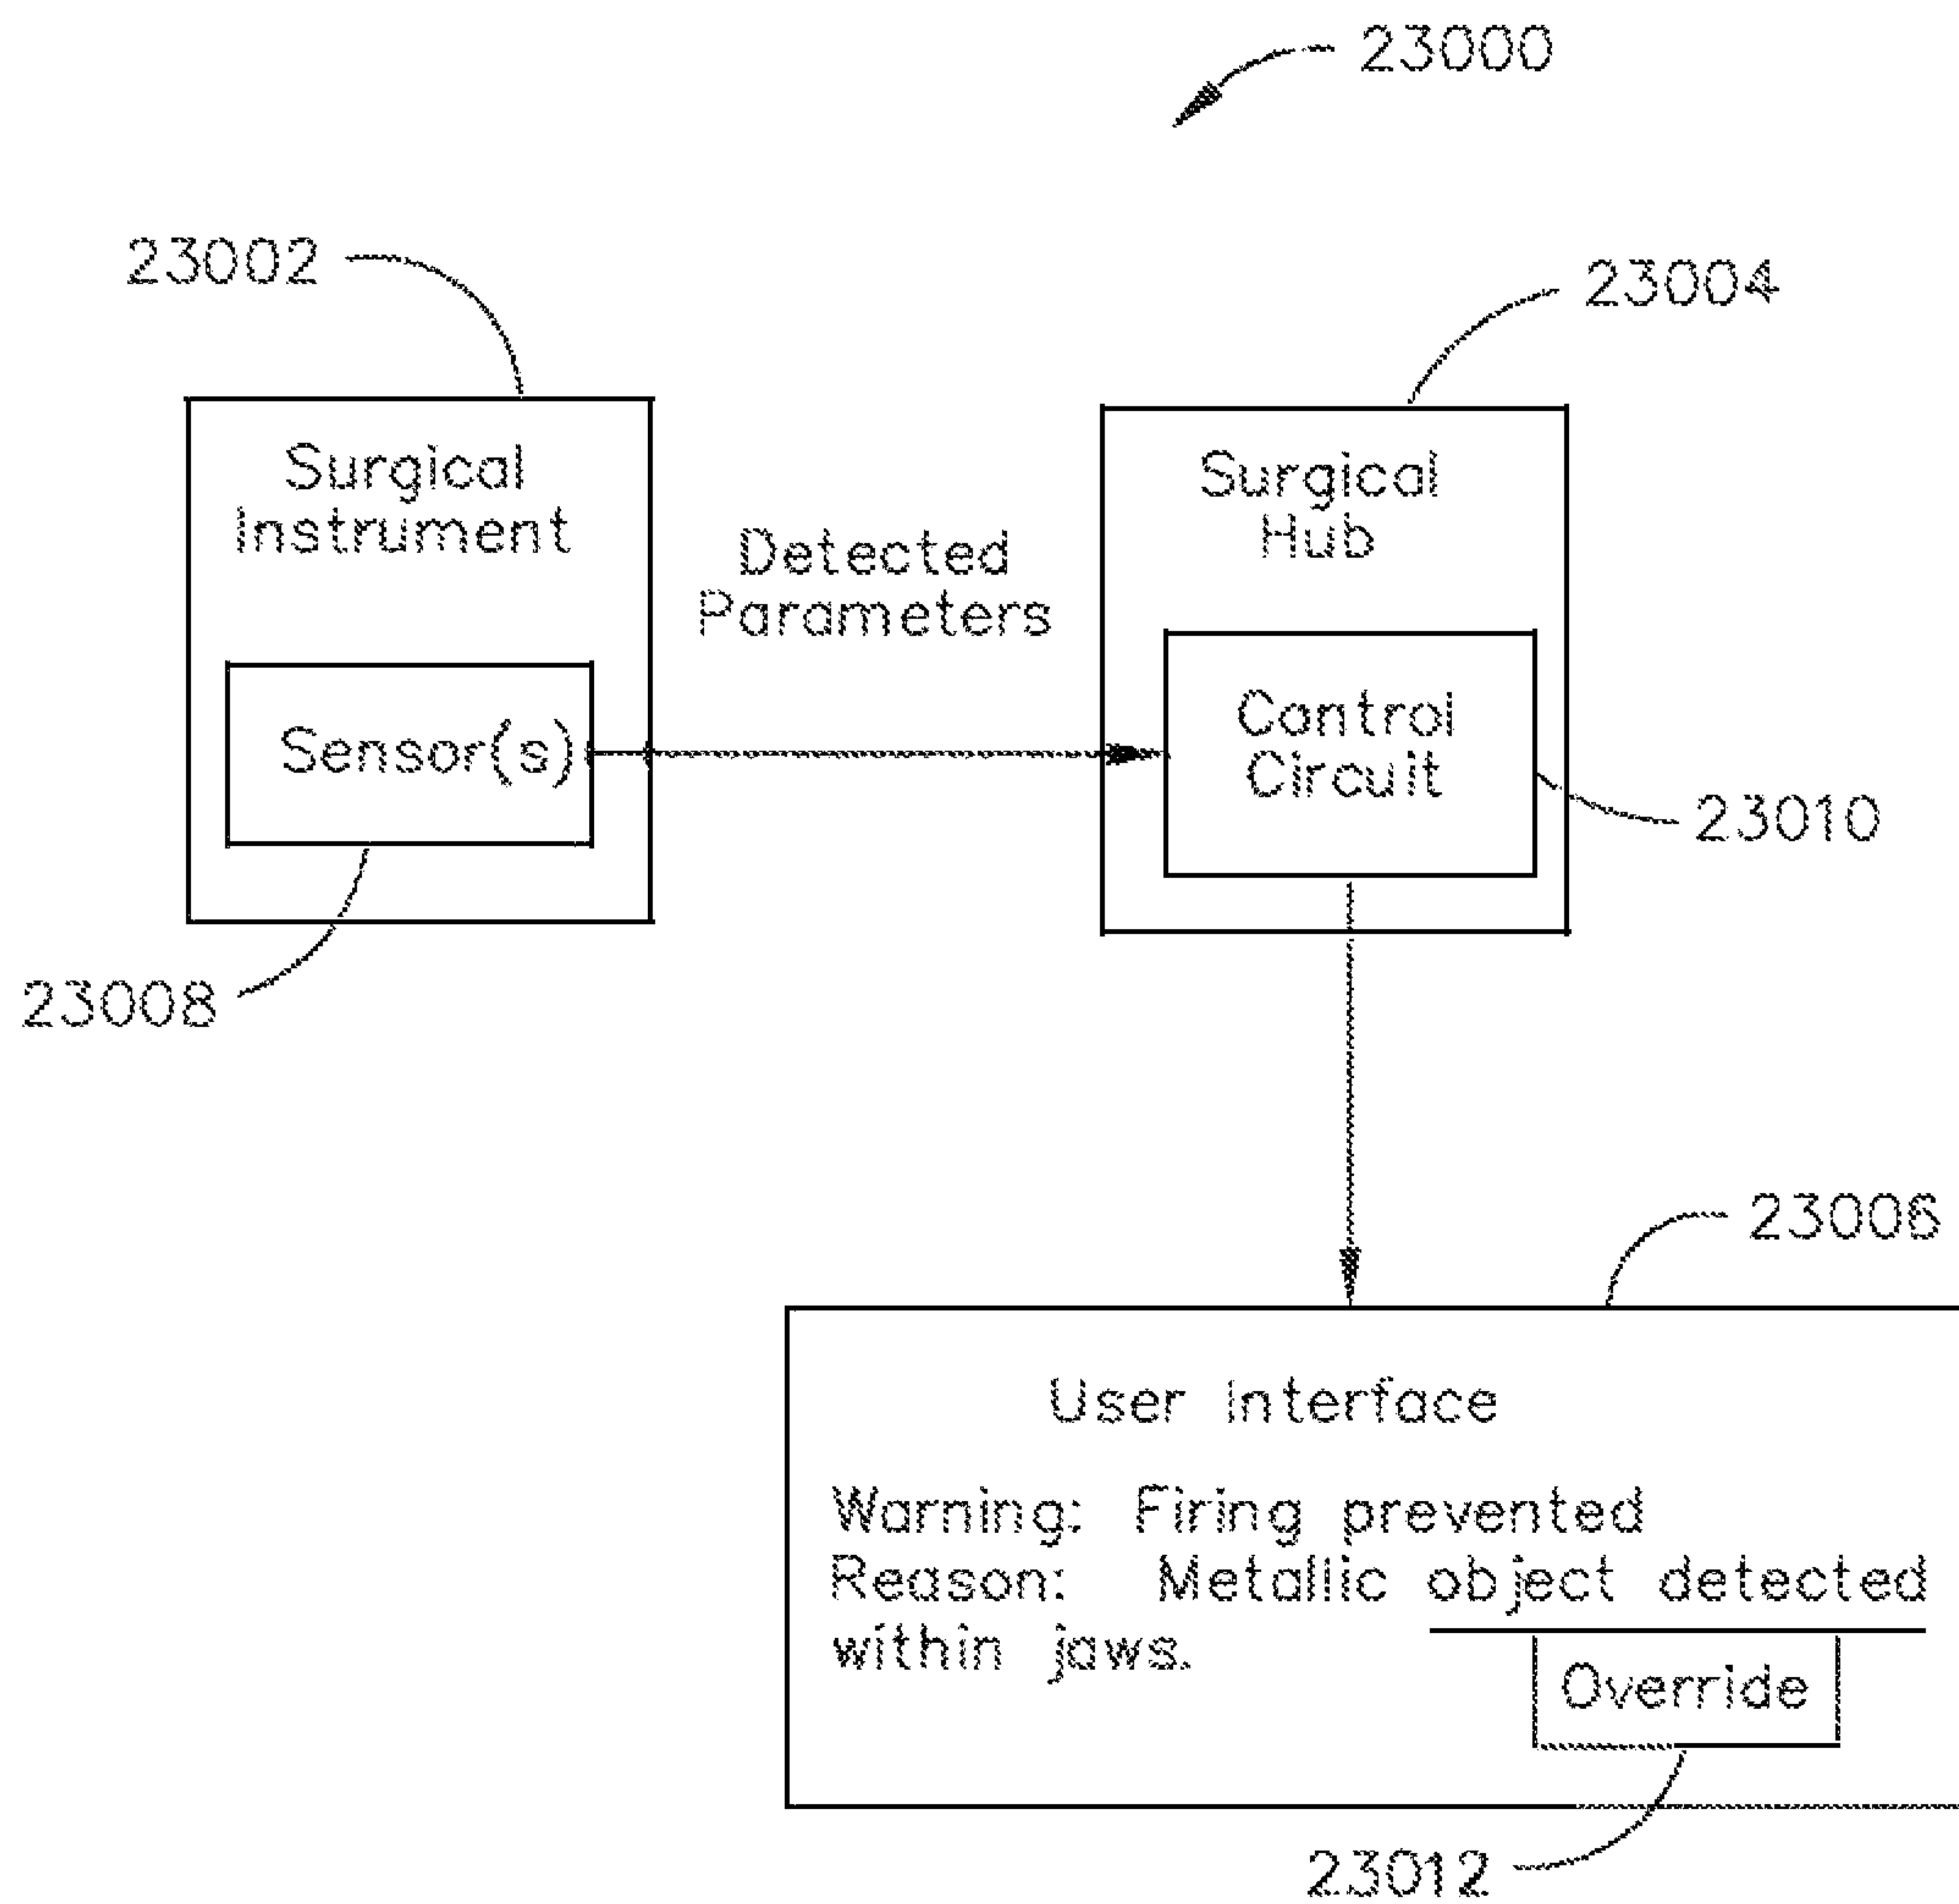 23000
23002
23004
Surgical
Instrument
Surgical
Hub
Detected
Parameters
Sensor(s)
Control
Circuit
23010
23008
23006
User Interface
Warning: Firing prevented
Reason: Metallic object detected
within jaws.
Override
23012